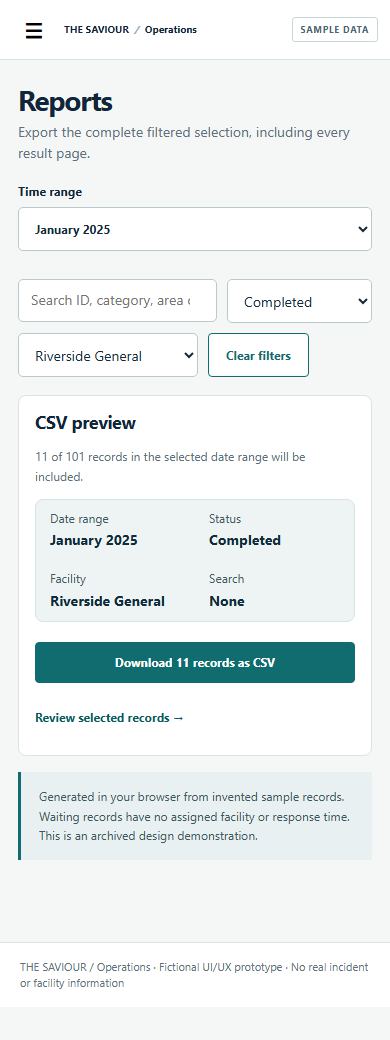 THE SAVIOUR / Operations
SAMPLE DATA
Reports
Export the complete filtered selection, including every
result page.
Time range
January 2025
Search ID, category, area
Completed
Riverside General
Clear filters
CSV preview
11 of 101 records in the selected date range will be
included.
Date range
Status
January 2025
Completed
Facility
Search
Riverside General
None
Download 11 records as CSV
Review selected records →
Generated in your browser from invented sample records.
Waiting records have no assigned facility or response time.
This is an archived design demonstration.
THE SAVIOUR / Operations · Fictional UI/UX prototype · No real incident
or facility information